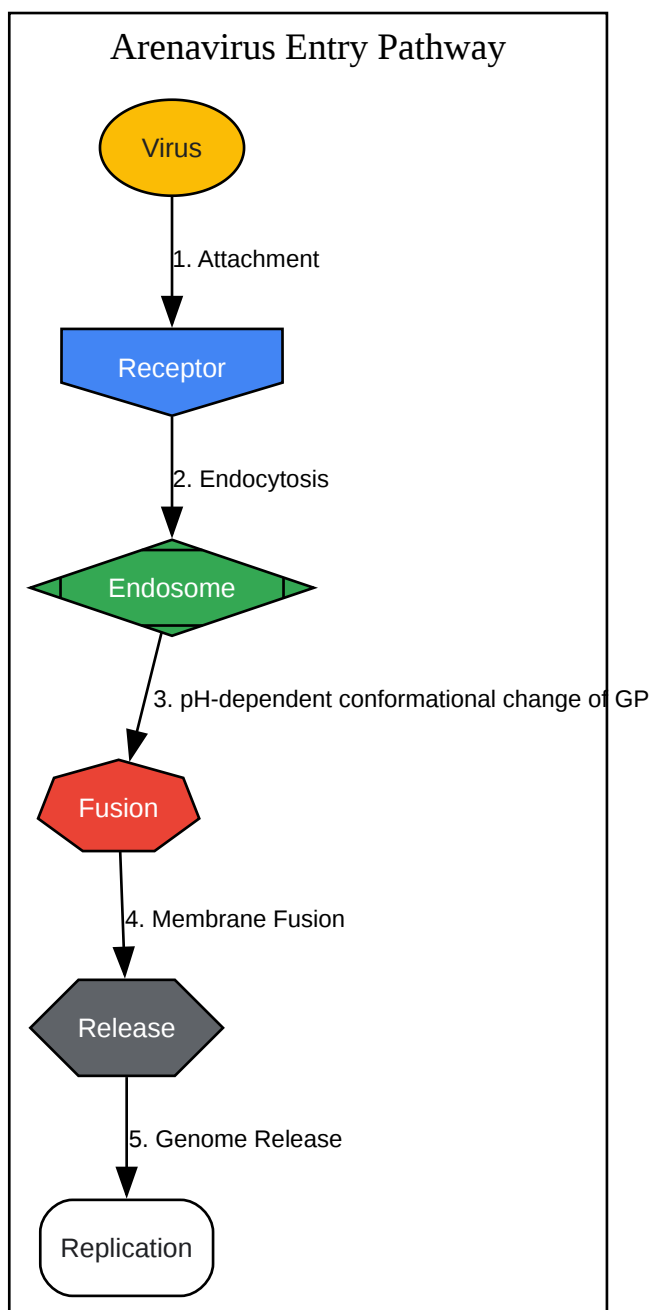 Arenavirus Entry Pathway
Virus
1. Attachment
Receptor
2. Endocytosis
Endosome
3. pH-dependent conformational change of GP
Fusion
4. Membrane Fusion
Release
5. Genome Release
Replication